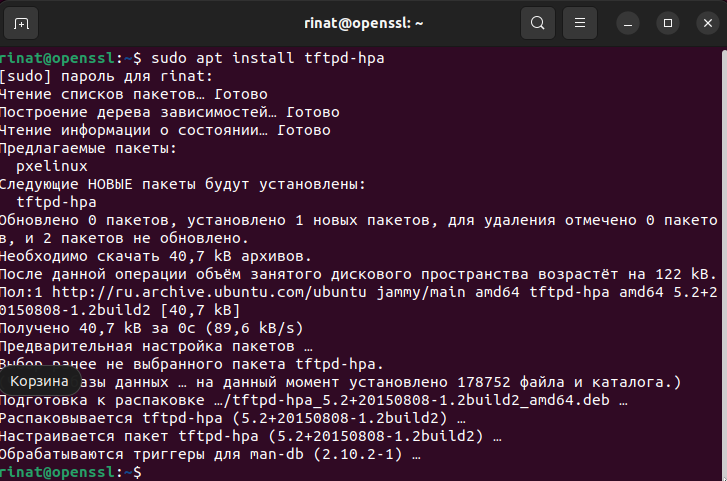 rinat@openssl: ~
rinat@openssl:~$ sudo apt install tftpd-hpa
[sudo] пароль для rinat:
Чтение списков пакетов… Готово
Построение дерева зависимостей… Готово
Чтение информации о состоянии… Готово
Предлагаемые пакеты:
  pxelinux
Следующие НОВЫЕ пакеты будут установлены:
  tftpd-hpa
Обновлено 0 пакетов, установлено 1 новых пакетов, для удаления отмечено 0 пакето
в, и 2 пакетов не обновлено.
Необходимо скачать 40,7 kB архивов.
После данной операции объём занятого дискового пространства возрастёт на 122 kB.
Пол:1 http://ru.archive.ubuntu.com/ubuntu jammy/main amd64 tftpd-hpa amd64 5.2+2
0150808-1.2build2 [40,7 kB]
Получено 40,7 kB за 0с (89,6 kB/s)
Предварительная настройка пакетов …
Выбор ранее не выбранного пакета tftpd-hpa.
Корзина
азы данных … на данный момент установлено 178752 файла и каталога.)
Подготовка к распаковке …/tftpd-hpa_5.2+20150808-1.2build2_amd64.deb …
Распаковывается tftpd-hpa (5.2+20150808-1.2build2) …
Настраивается пакет tftpd-hpa (5.2+20150808-1.2build2) …
Обрабатываются триггеры для man-db (2.10.2-1) …
rinat@openssl:~$